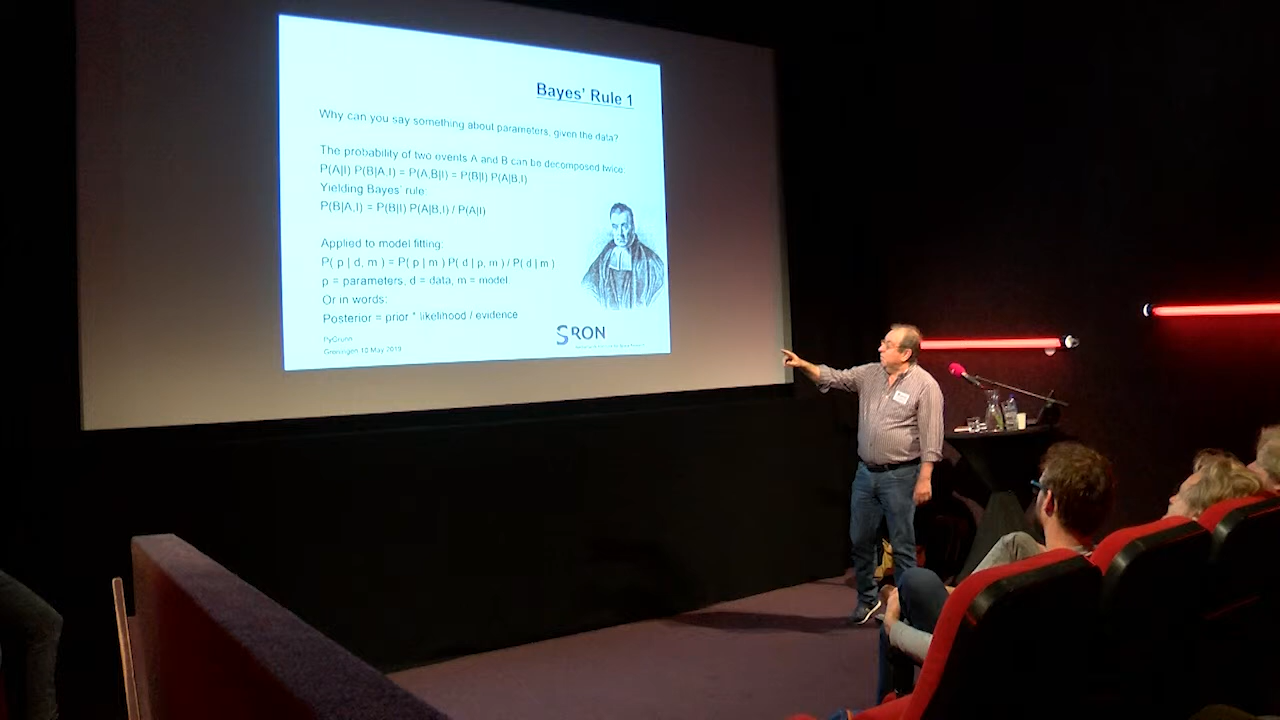 Bayes' Rule 1
Why can you say something about parameters, given the data?
The probability of two events A and B can be decomposed twice:
P(A|I) P(B|A,I) = P(A,B|I) = P(B|I) P(A|B,I)
Yielding Bayes' rule:
P(B|A,I) = P(B|I) P(A|B,I) / P(A|I)
Applied to model fitting:
P( p | d, m ) = P( p | m ) P( d | p, m ) / P( d | m )
p = parameters, d = data, m = model
Or in words:
Posterior = prior * likelihood / evidence
PyGrunn
Groningen 10 May 2019
SRON